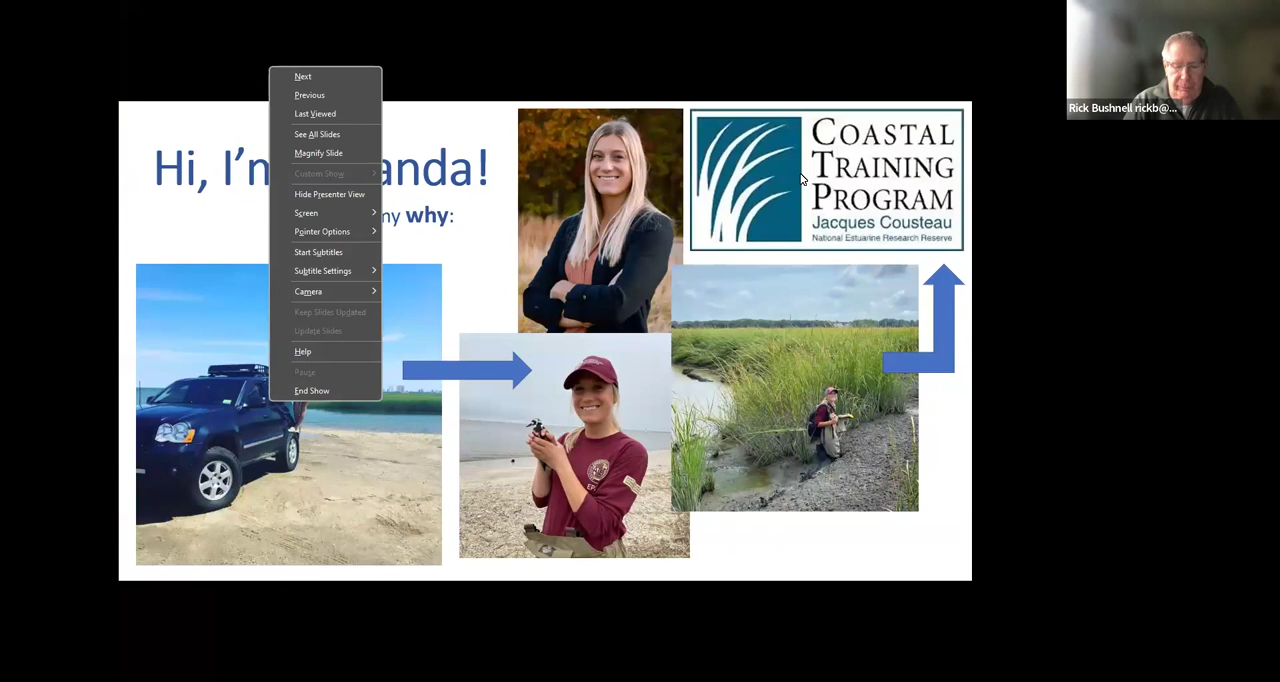 Next
Previous
Last Viewed
See All Slides
Magnify Slide
Custom Show
Hide Presenter View
Screen
Pointer Options
Start Subtitles
Subtitle Settings
Camera
Keep Slides Updated
Update Slides
Help
Pause
End Show
Hi, I'm anda!
my why:
COASTAL
TRAINING
PROGRAM
Jacques Cousteau
National Estuarine Research Reserve
Rick Bushnell rickb@...